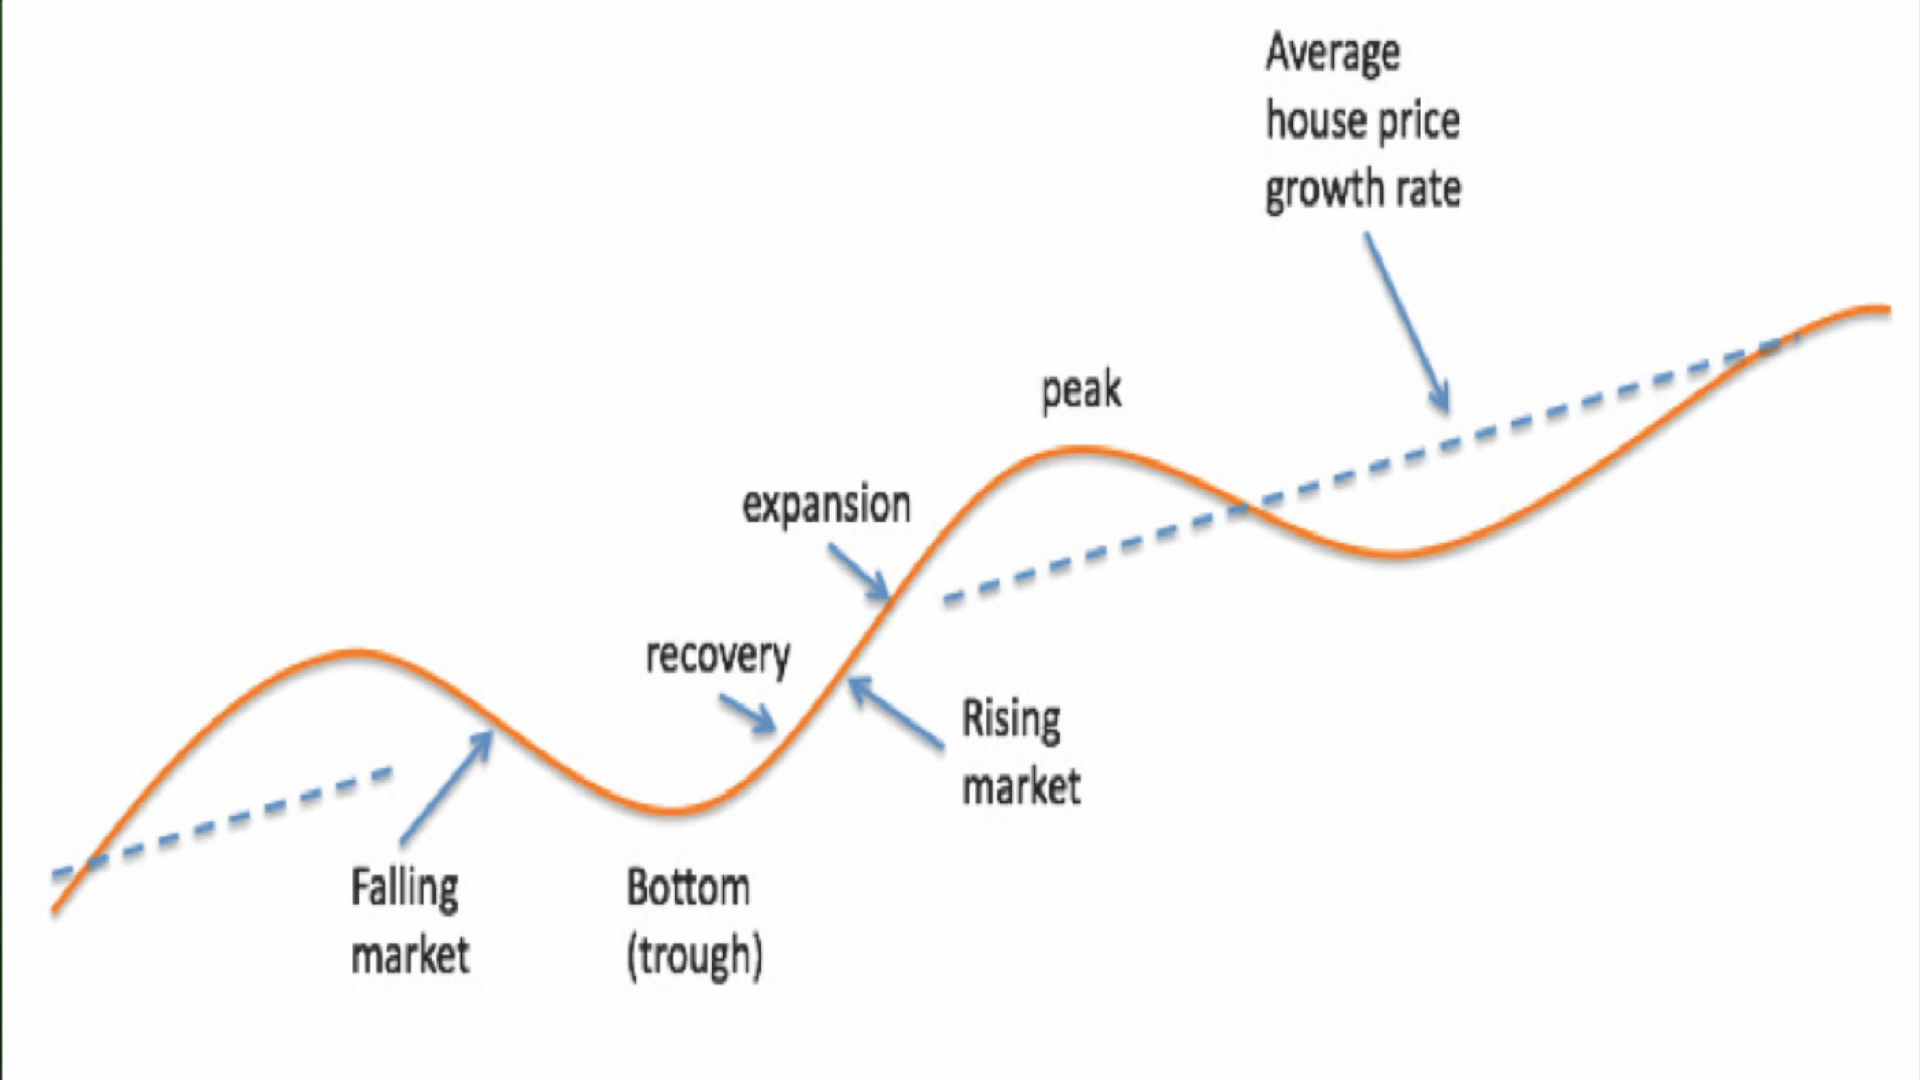 Average
house price
growth rate
peak
expansion
recovery
Rising
market
Falling
market
Bottom
(trough)